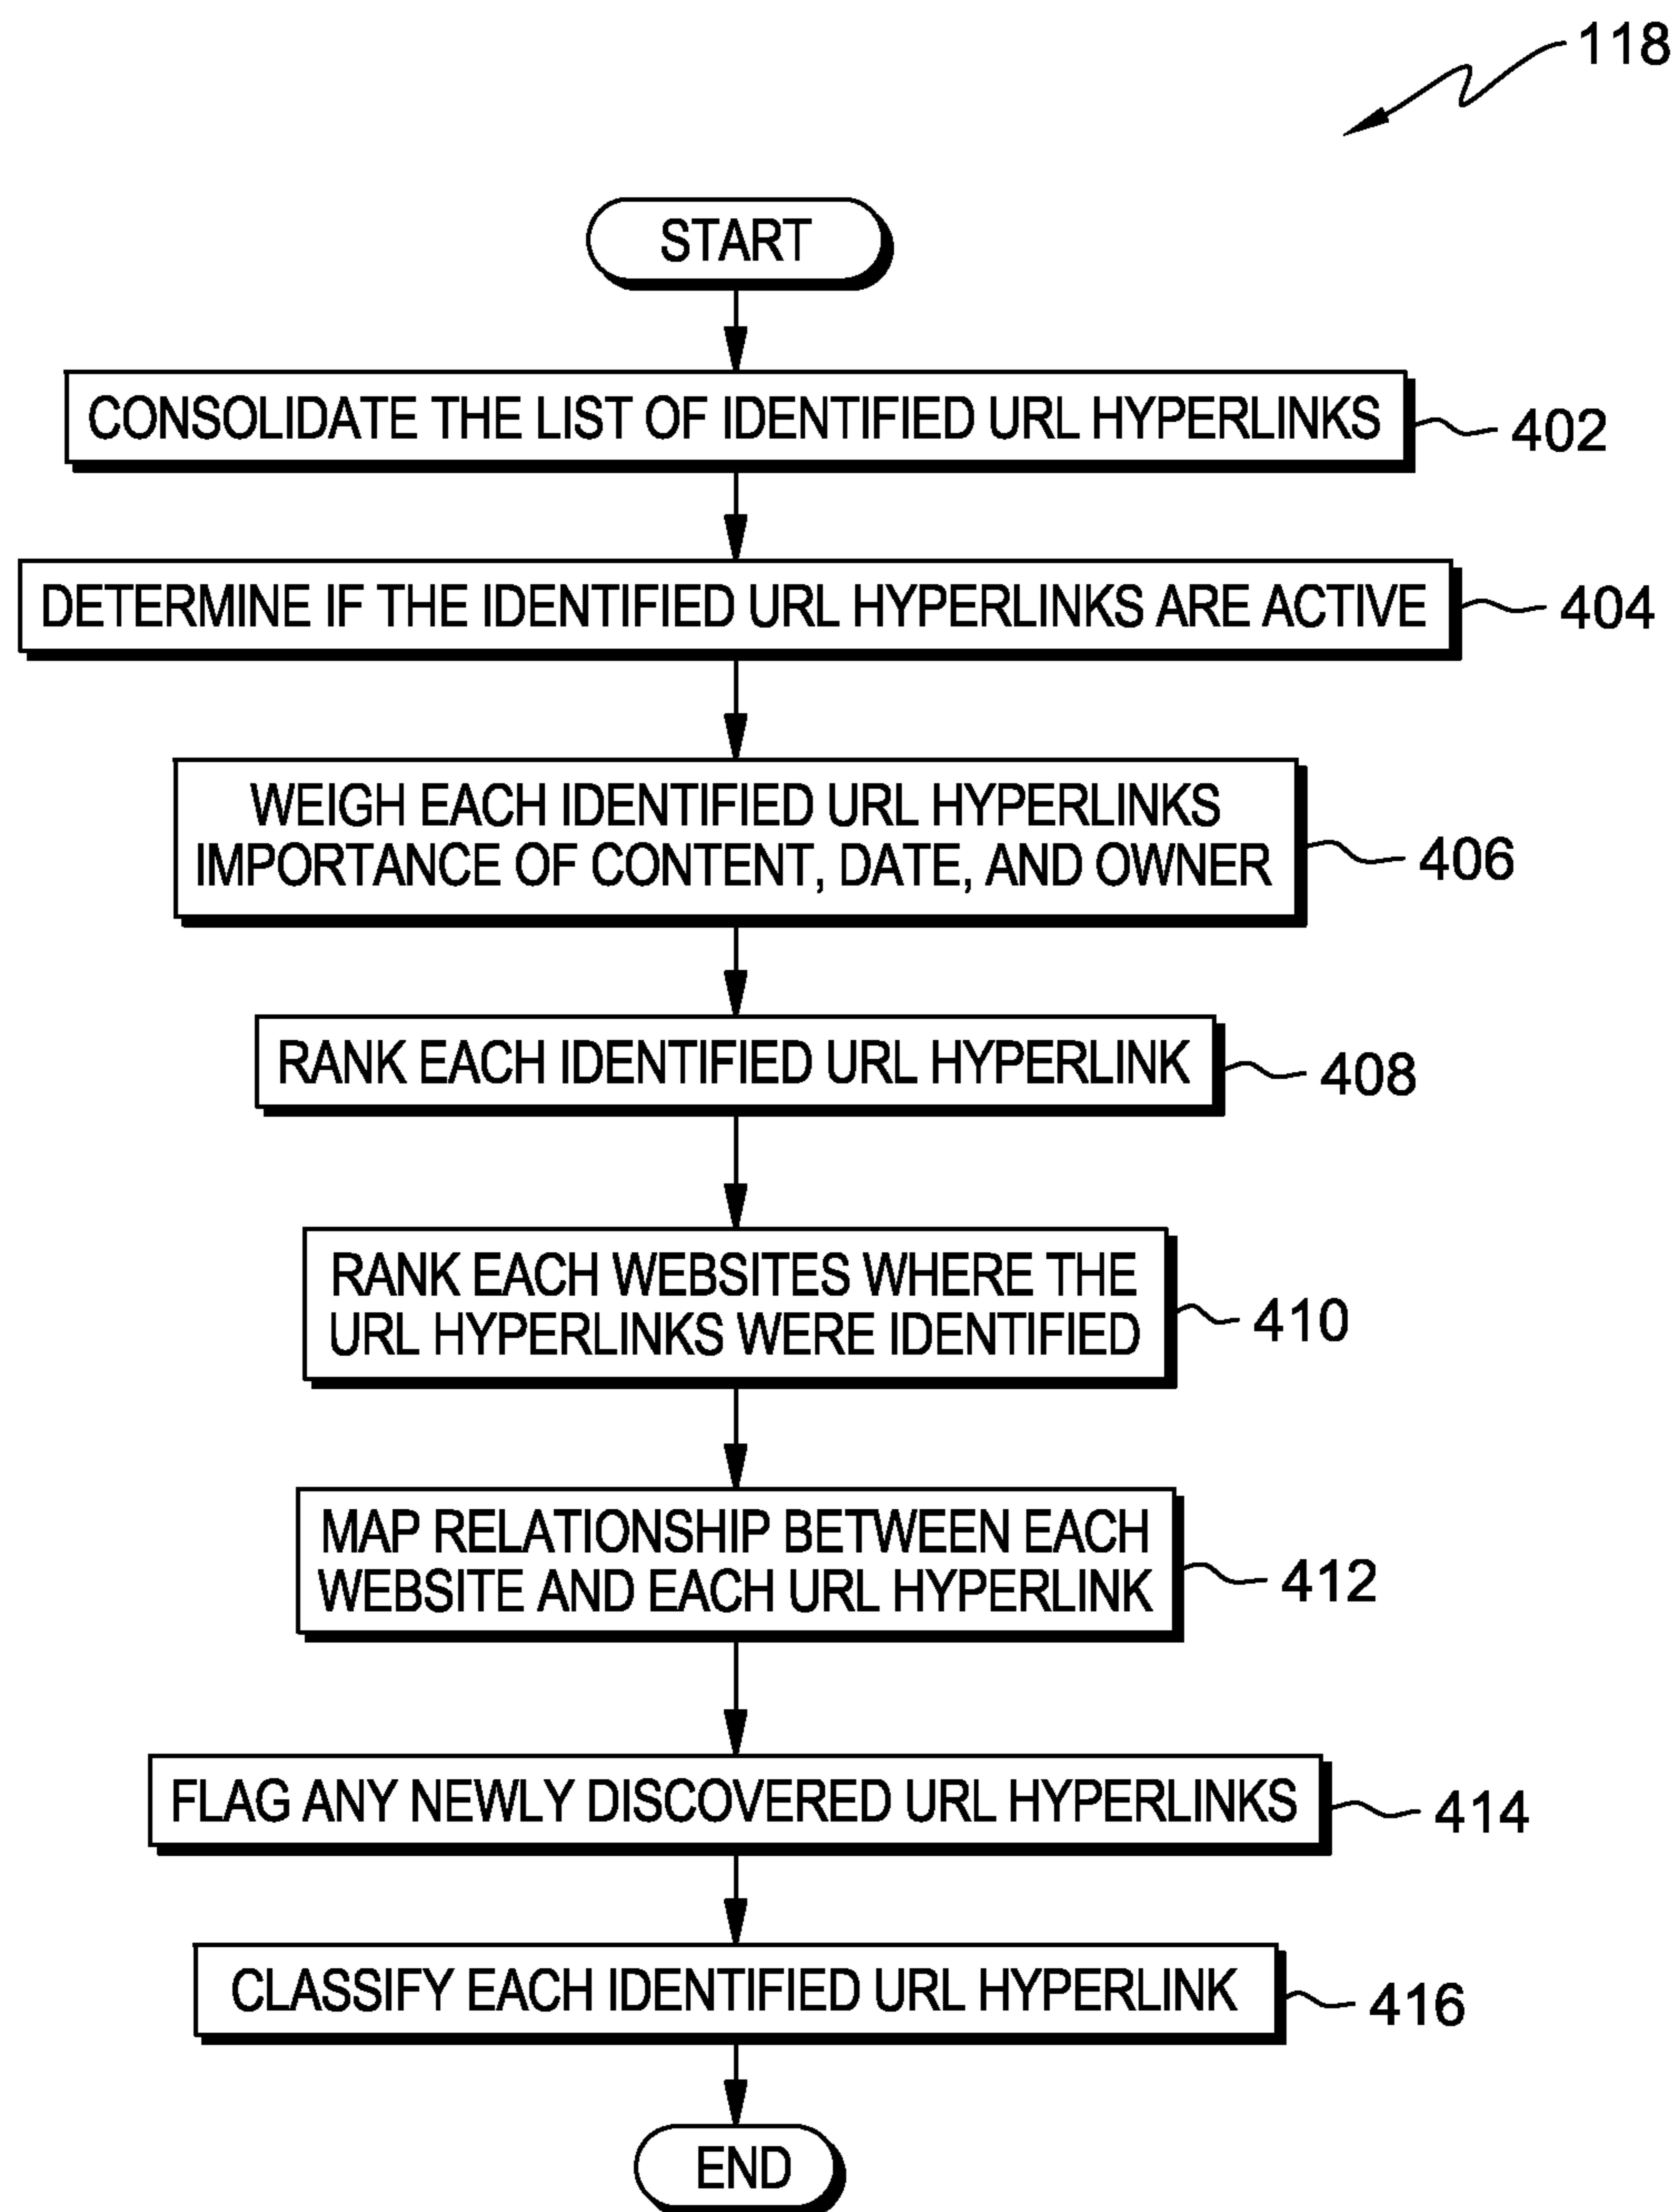 118
START
CONSOLIDATE THE LIST OF IDENTIFIED URL HYPERLINKS
402
DETERMINE IF THE IDENTIFIED URL HYPERLINKS ARE ACTIVE
404
WEIGH EACH IDENTIFIED URL HYPERLINKS
IMPORTANCE OF CONTENT, DATE, AND OWNER
406
RANK EACH IDENTIFIED URL HYPERLINK
408
RANK EACH WEBSITES WHERE THE
URL HYPERLINKS WERE IDENTIFIED
410
MAP RELATIONSHIP BETWEEN EACH
WEBSITE AND EACH URL HYPERLINK
412
FLAG ANY NEWLY DISCOVERED URL HYPERLINKS
414
CLASSIFY EACH IDENTIFIED URL HYPERLINK
416
END